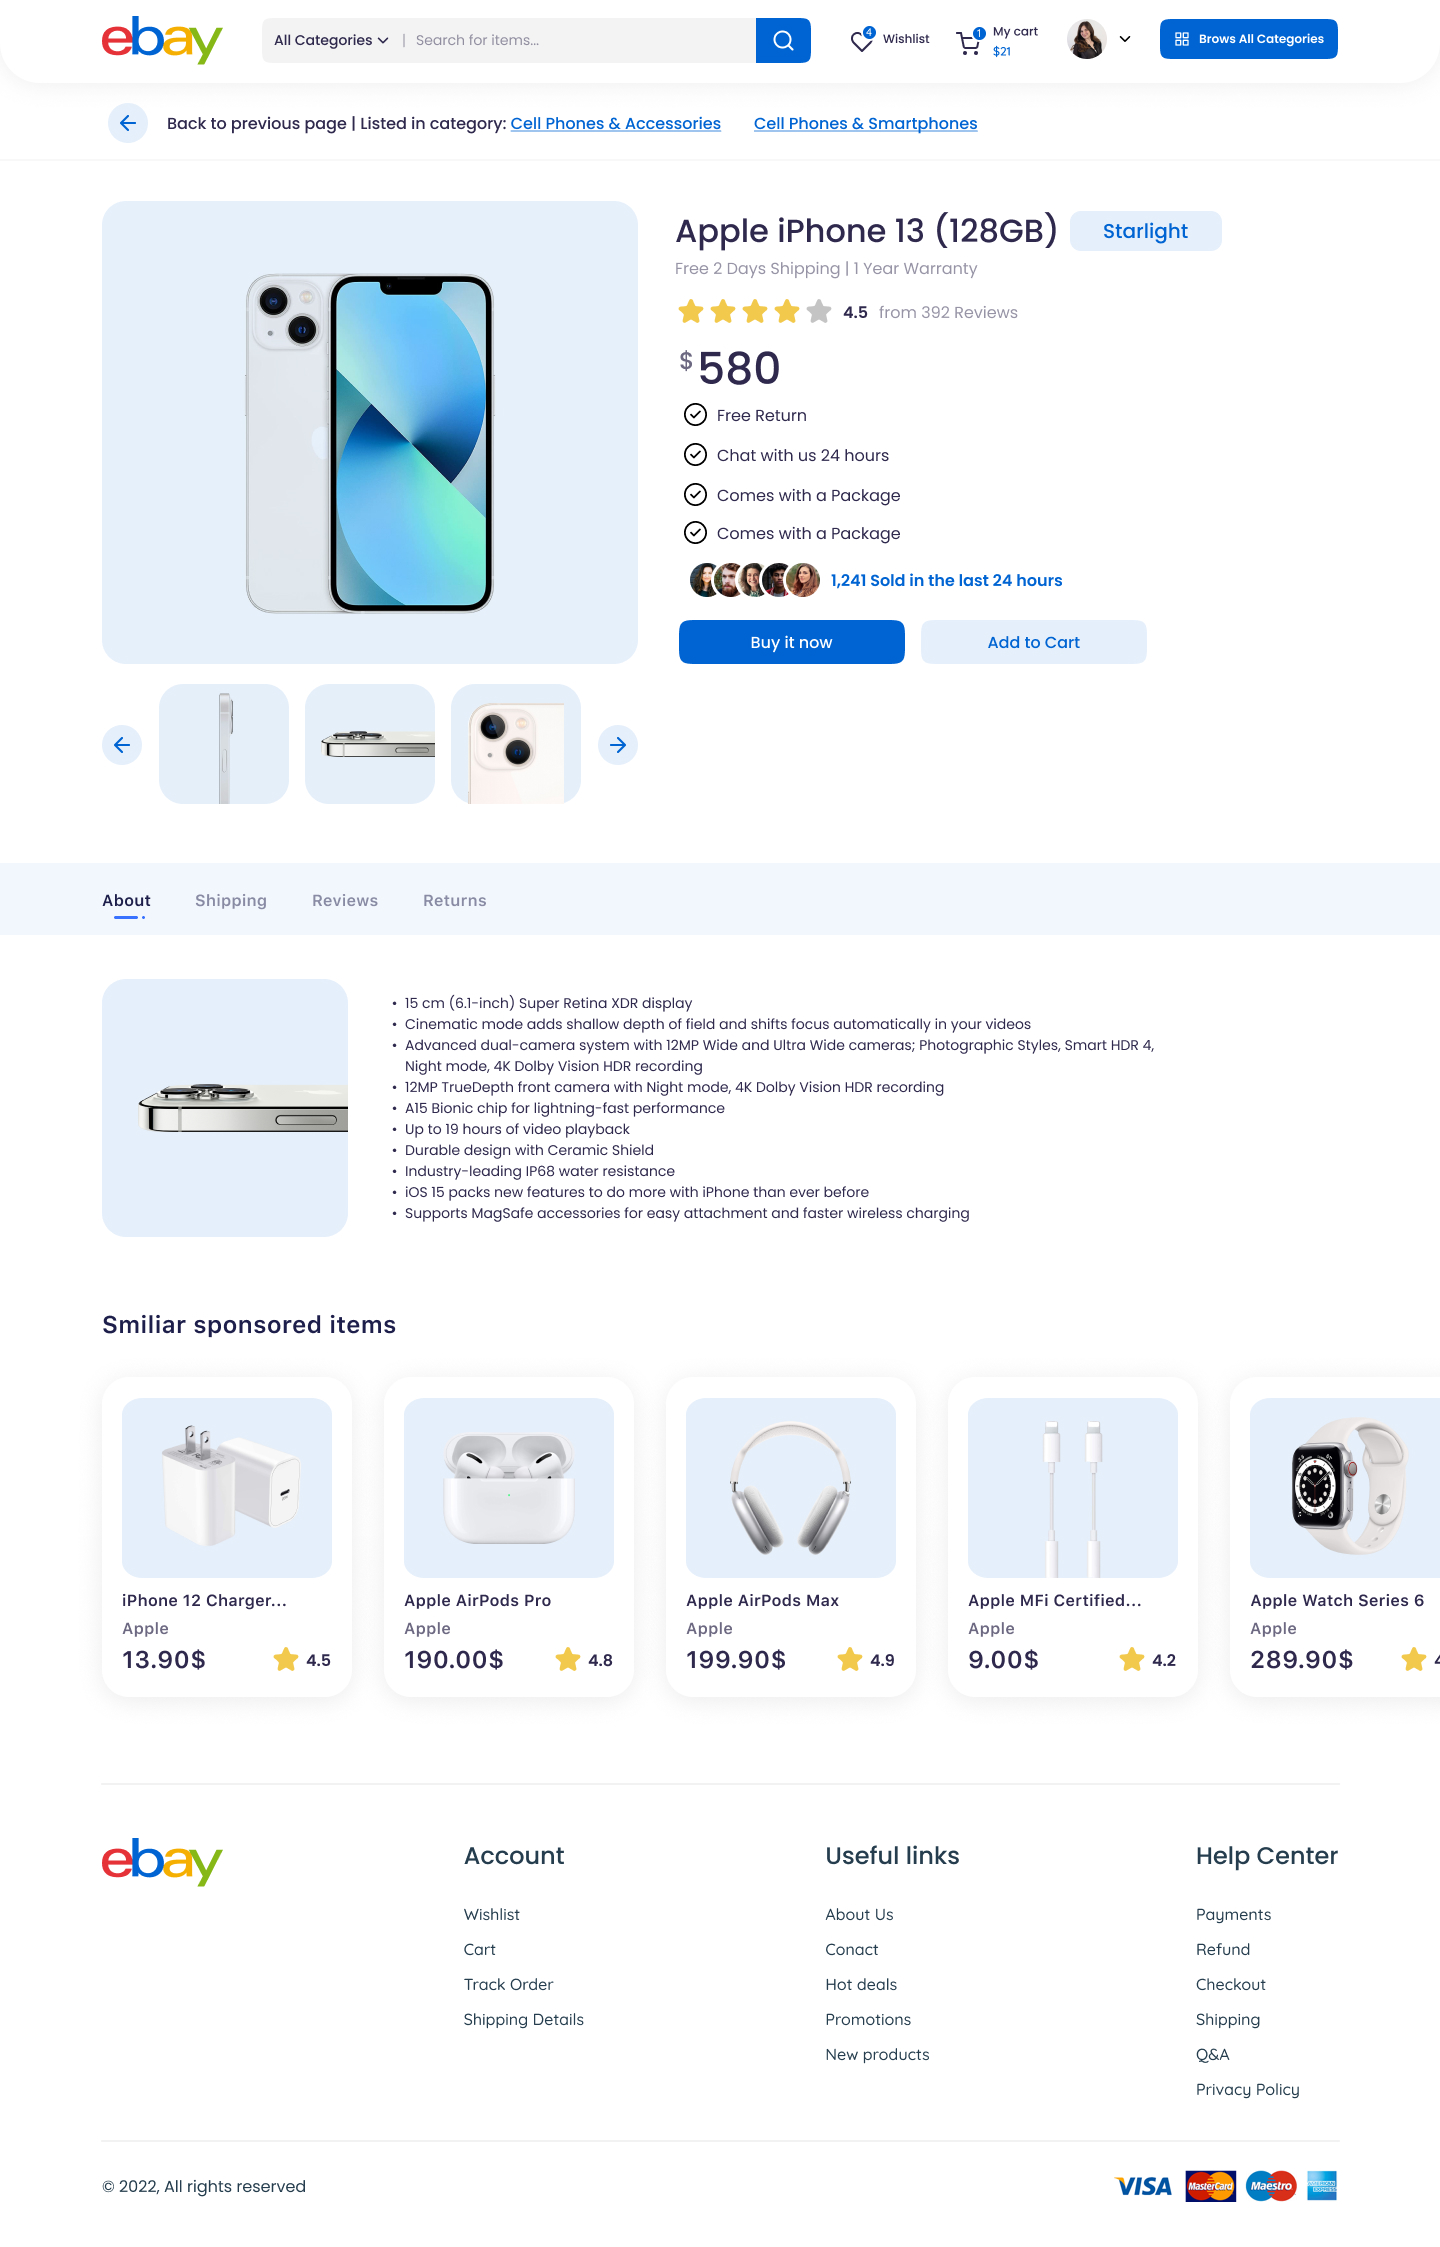 ebay
All Categories | Search for items...
4
Wishlist
1
My cart
$21
Brows All Categories
Back to previous page | Listed in category: Cell Phones & Accessories Cell Phones & Smartphones
Apple iPhone 13 (128GB)
Starlight
Free 2 Days Shipping | 1 Year Warranty
4.5 from 392 Reviews
$580
Free Return
Chat with us 24 hours
Comes with a Package
Comes with a Package
1,241 Sold in the last 24 hours
Buy it now
Add to Cart
About
Shipping
Reviews
Returns
• 15 cm (6.1-inch) Super Retina XDR display
• Cinematic mode adds shallow depth of field and shifts focus automatically in your videos
• Advanced dual-camera system with 12MP Wide and Ultra Wide cameras; Photographic Styles, Smart HDR 4,
Night mode, 4K Dolby Vision HDR recording
• 12MP TrueDepth front camera with Night mode, 4K Dolby Vision HDR recording
• A15 Bionic chip for lightning-fast performance
• Up to 19 hours of video playback
• Durable design with Ceramic Shield
• Industry-leading IP68 water resistance
• iOS 15 packs new features to do more with iPhone than ever before
• Supports MagSafe accessories for easy attachment and faster wireless charging
Smiliar sponsored items
iPhone 12 Charger...
Apple
13.90$
4.5
Apple AirPods Pro
Apple
190.00$
4.8
Apple AirPods Max
Apple
199.90$
4.9
Apple MFi Certified...
Apple
9.00$
4.2
Apple Watch Series 6
Apple
289.90$
ebay
Account
Wishlist
Cart
Track Order
Shipping Details
Useful links
About Us
Conact
Hot deals
Promotions
New products
Help Center
Payments
Refund
Checkout
Shipping
Q&A
Privacy Policy
© 2022, All rights reserved
VISA
MasterCard
Maestro
AMERICAN EXPRESS